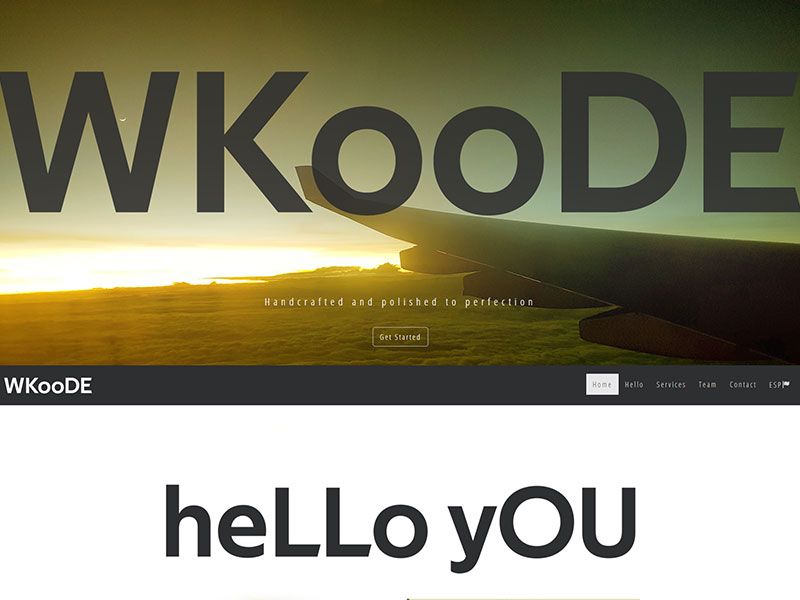 WKooDE
Handcrafted and polished to perfection
Get Started
WKooDE
Home Hello Services Team Contact ESP
heLLo yOU